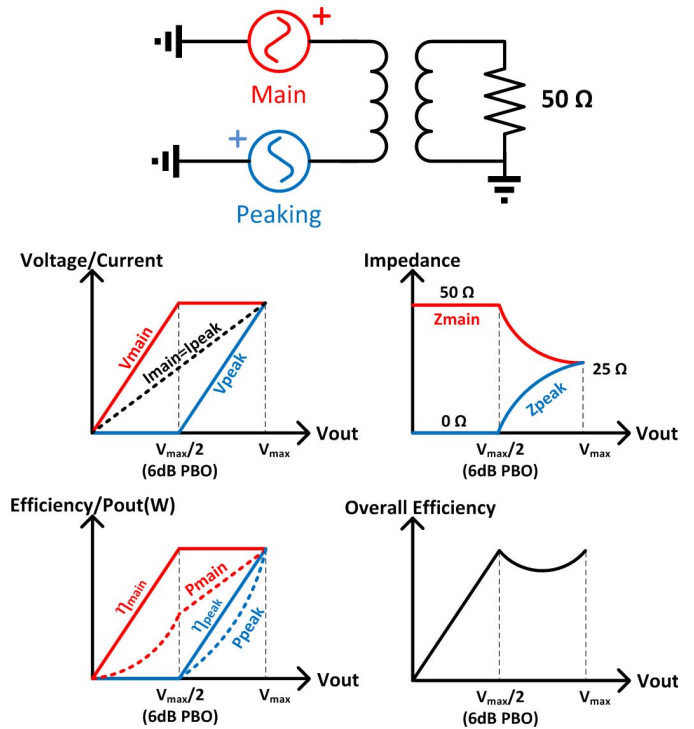 +
Main
50 Ω
+
Peaking
Voltage/Current
Vmain
Imain=Ipeak
Vpeak
Vout
Vmax/2
(6dB PBO)
Vmax
Impedance
50 Ω
Zmain
25 Ω
Zpeak
0 Ω
Vout
Vmax/2
(6dB PBO)
Vmax
Efficiency/Pout(W)
ηmain
Pmain
ηpeak
Ppeak
Vout
Vmax/2
(6dB PBO)
Vmax
Overall Efficiency
Vout
Vmax/2
(6dB PBO)
Vmax